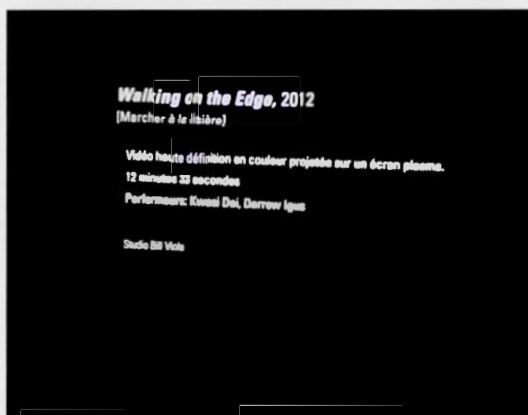 Walking on the Edge, 2012
[Marcher à la lisière]
Vidéo haute définition en couleur projetée sur un écran plasma.
12 minutes 33 secondes
Performeurs: Kwesi Dei, Darrow Igus
Studio Bill Viola